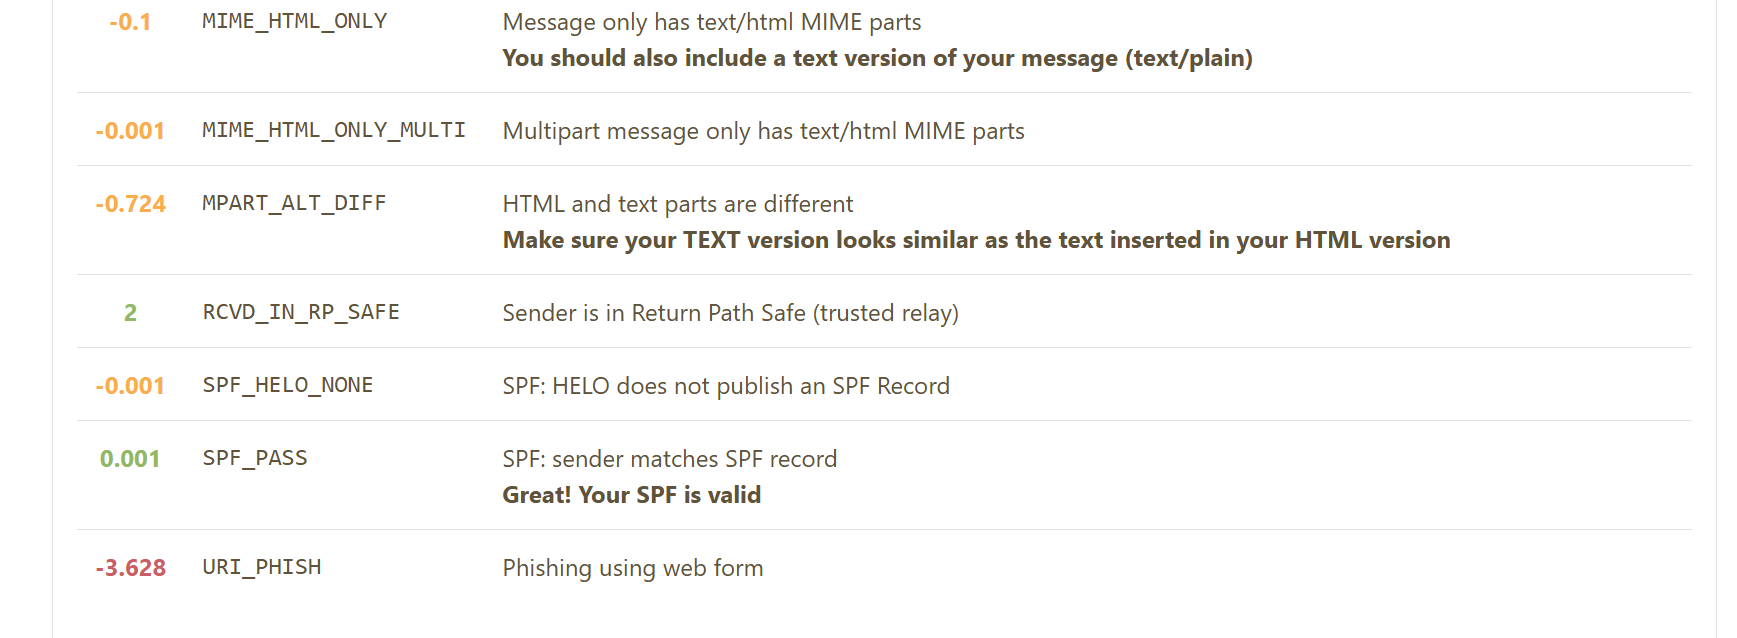 -0.1 MIME_HTML_ONLY Message only has text/html MIME parts
You should also include a text version of your message (text/plain)
-0.001 MIME_HTML_ONLY_MULTI Multipart message only has text/html MIME parts
-0.724 MPART_ALT_DIFF HTML and text parts are different
Make sure your TEXT version looks similar as the text inserted in your HTML version
2 RCVD_IN_RP_SAFE Sender is in Return Path Safe (trusted relay)
-0.001 SPF_HELO_NONE SPF: HELO does not publish an SPF Record
0.001 SPF_PASS SPF: sender matches SPF record
Great! Your SPF is valid
-3.628 URI_PHISH Phishing using web form